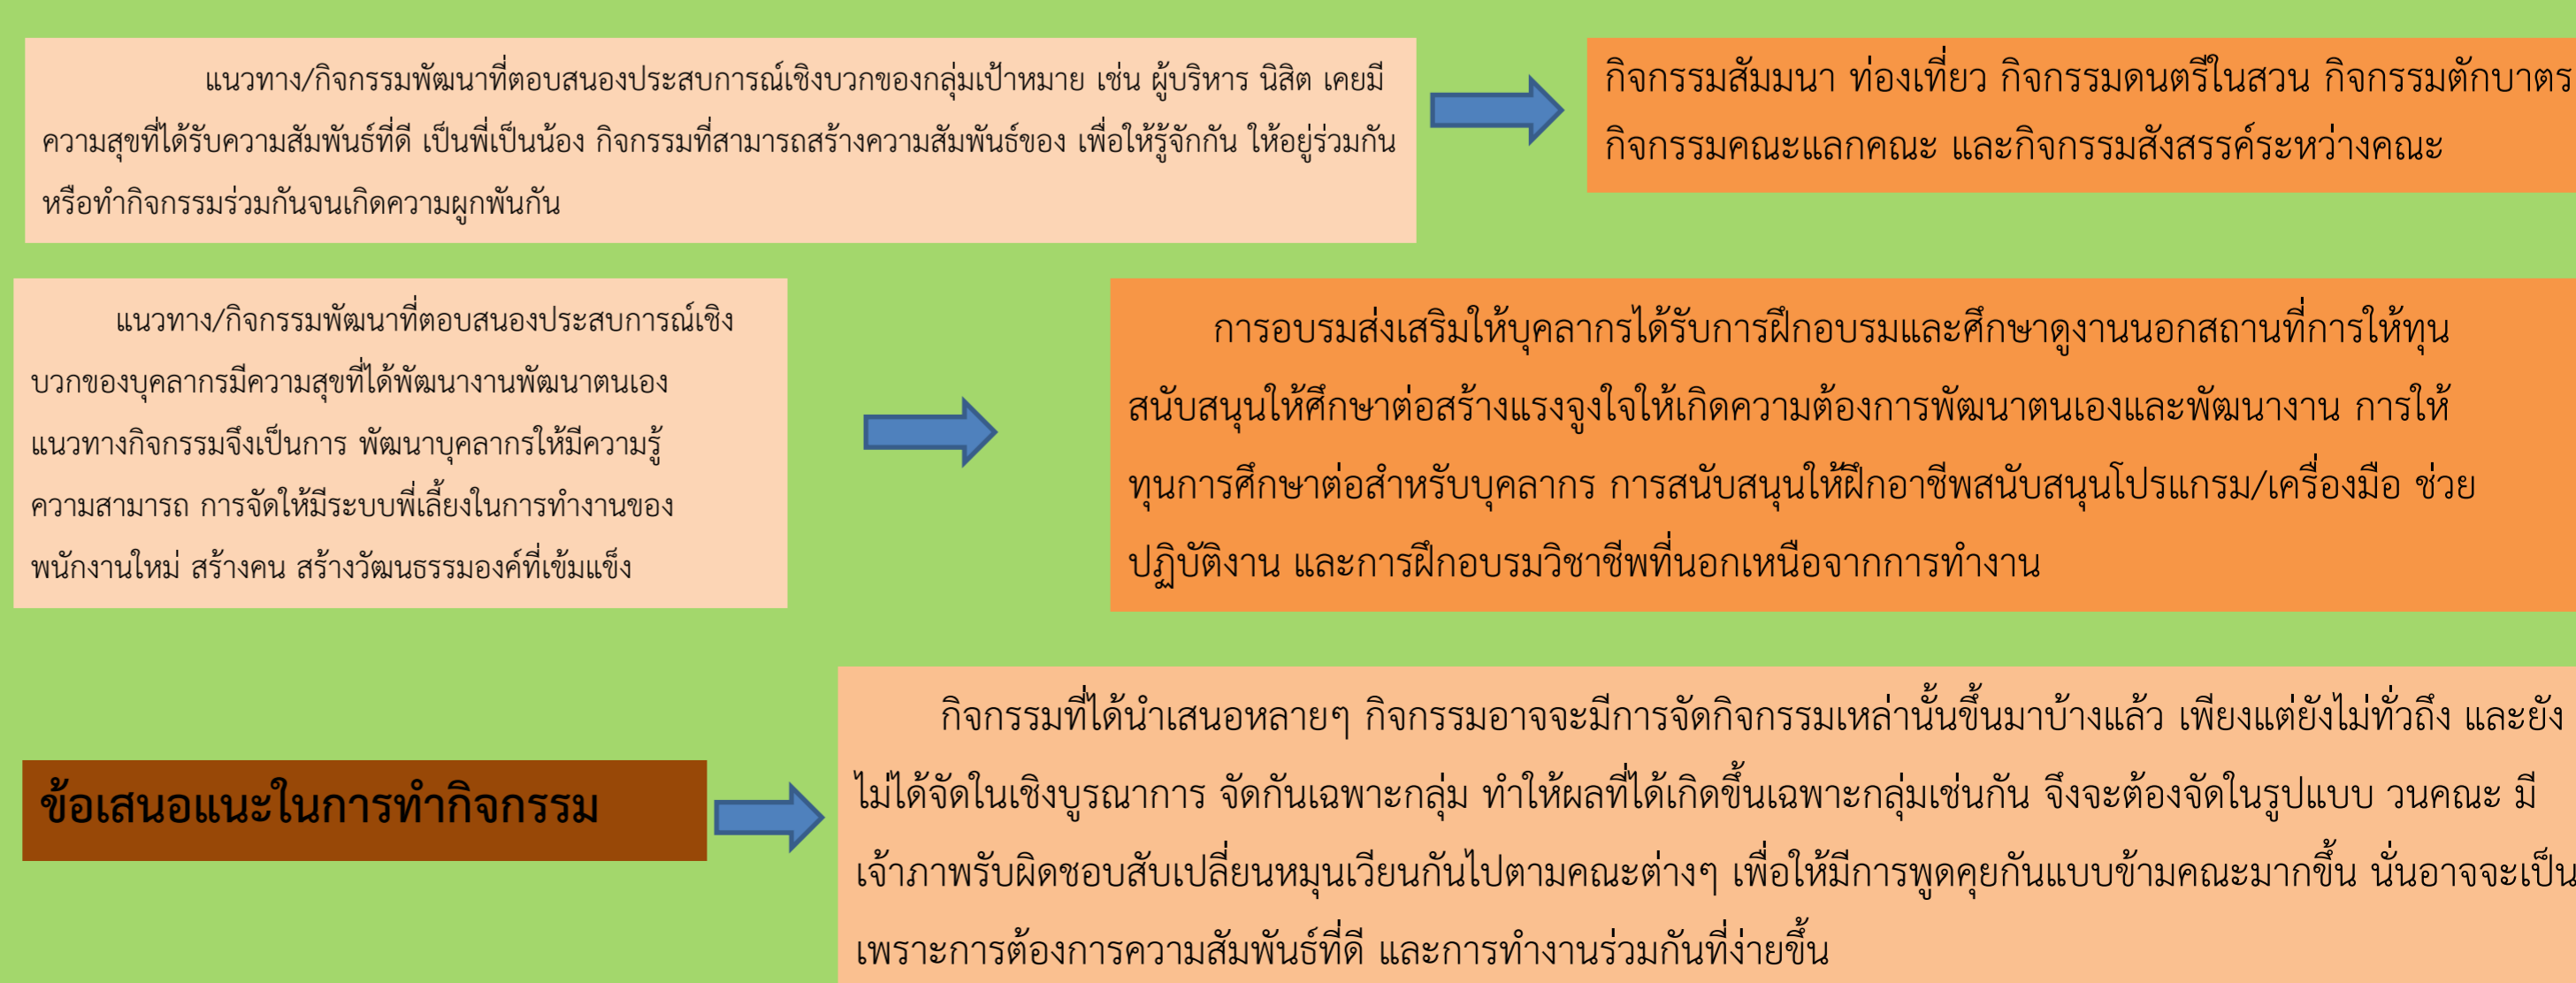 แนวทาง/กิจกรรมพัฒนาที่ตอบสนองประสบการณ์เชิงบวกของกลุ่มเป้าหมาย เช่น ผู้บริหาร นิสิต เคยมี
ความสุขที่ได้รับความสัมพันธ์ที่ดี เป็นพี่เป็นน้อง กิจกรรมที่สามารถสร้างความสัมพันธ์ของ เพื่อให้รู้จักกัน ให้อยู่ร่วมกัน
หรือทำกิจกรรมร่วมกันจนเกิดความผูกพันกัน
กิจกรรมสัมมนา ท่องเที่ยว กิจกรรมดนตรีในสวน กิจกรรมตักบาตร
กิจกรรมคณะแลกคณะ และกิจกรรมสังสรรค์ระหว่างคณะ
แนวทาง/กิจกรรมพัฒนาที่ตอบสนองประสบการณ์เชิง
บวกของบุคลากรมีความสุขที่ได้พัฒนางานพัฒนาตนเอง
แนวทางกิจกรรมจึงเป็นการ พัฒนาบุคลากรให้มีความรู้
ความสามารถ การจัดให้มีระบบพี่เลี้ยงในการทำงานของ
พนักงานใหม่ สร้างคน สร้างวัฒนธรรมองค์ที่เข้มแข็ง
การอบรมส่งเสริมให้บุคลากรได้รับการฝึกอบรมและศึกษาดูงานนอกสถานที่การให้ทุน
สนับสนุนให้ศึกษาต่อสร้างแรงจูงใจให้เกิดความต้องการพัฒนาตนเองและพัฒนางาน การให้
ทุนการศึกษาต่อสำหรับบุคลากร การสนับสนุนให้ฝึกอาชีพสนับสนุนโปรแกรม/เครื่องมือ ช่วย
ปฏิบัติงาน และการฝึกอบรมวิชาชีพที่นอกเหนือจากการทำงาน
ข้อเสนอแนะในการทำกิจกรรม
กิจกรรมที่ได้นำเสนอหลายๆ กิจกรรมอาจจะมีการจัดกิจกรรมเหล่านั้นขึ้นมาบ้างแล้ว เพียงแต่ยังไม่ทั่วถึง และยัง
ไม่ได้จัดในเชิงบูรณาการ จัดกันเฉพาะกลุ่ม ทำให้ผลที่ได้เกิดขึ้นเฉพาะกลุ่มเช่นกัน จึงจะต้องจัดในรูปแบบ วนคณะ มี
เจ้าภาพรับผิดชอบสับเปลี่ยนหมุนเวียนกันไปตามคณะต่างๆ เพื่อให้มีการพูดคุยกันแบบข้ามคณะมากขึ้น นั่นอาจจะเป็น
เพราะการต้องการความสัมพันธ์ที่ดี และการทำงานร่วมกันที่ง่ายขึ้น